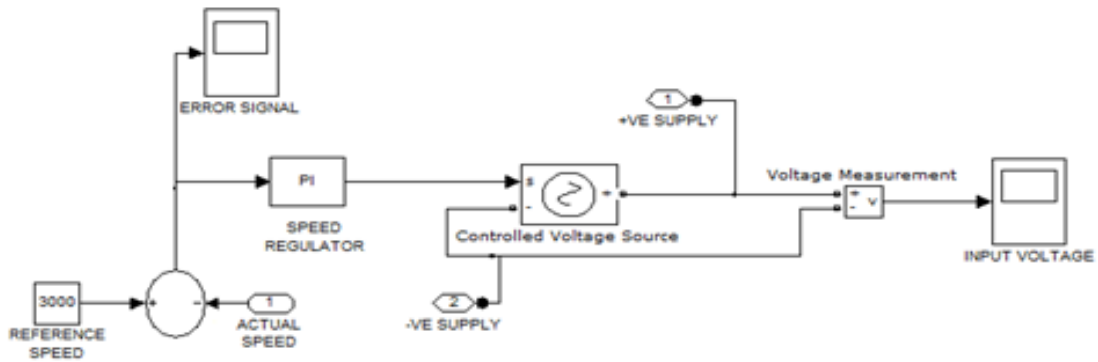 ERROR SIGNAL
1
+VE SUPPLY
PI
SPEED
REGULATOR
s
-
+
Controlled Voltage Source
Voltage Measurement
+
-
v
INPUT VOLTAGE
2
-VE SUPPLY
3000
REFERENCE
SPEED
+
-
1
ACTUAL
SPEED